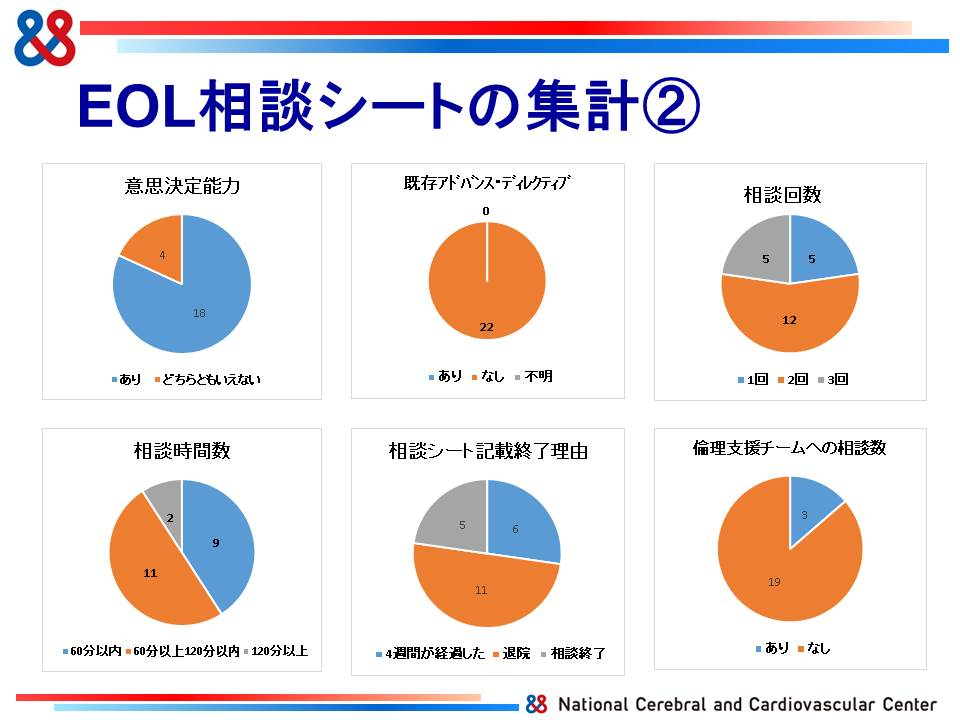 EOL相談シートの集計②
意思決定能力
4
18
あり どちらともいえない
既存アドバンス・ディレクティブ
0
22
あり なし 不明
相談回数
5 5
12
1回 2回 3回
相談時間数
2
9
11
60分以内 60分以上120分以内 120分以上
相談シート記載終了理由
5 6
11
4週間が経過した 退院 相談終了
倫理支援チームへの相談数
3
19
あり なし
National Cerebral and Cardiovascular Center